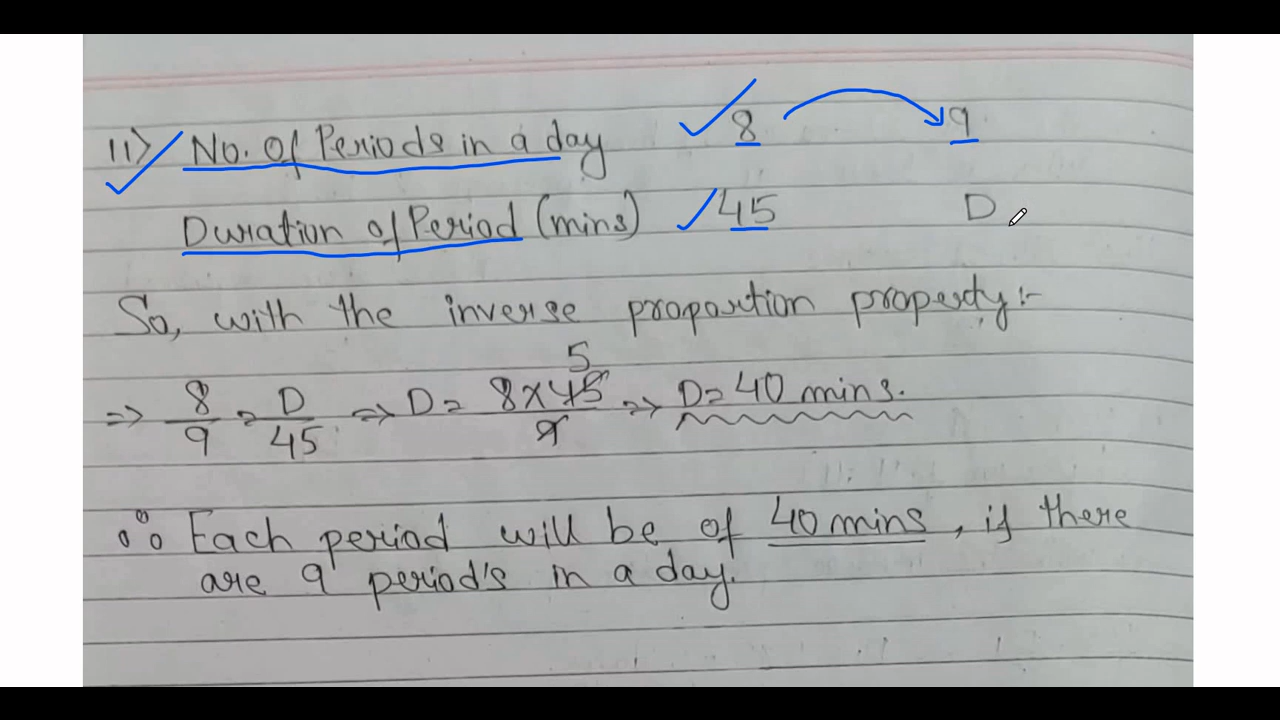 11) No. of Periods in a day 8 9
Duration of Period (mins) 45 D
So, with the inverse proportion property:-
=> 8/9 = D/45 => D = 8x45/9 5 => D= 40 mins.
∴ Each period will be of 40 mins, if there
are 9 period's in a day.